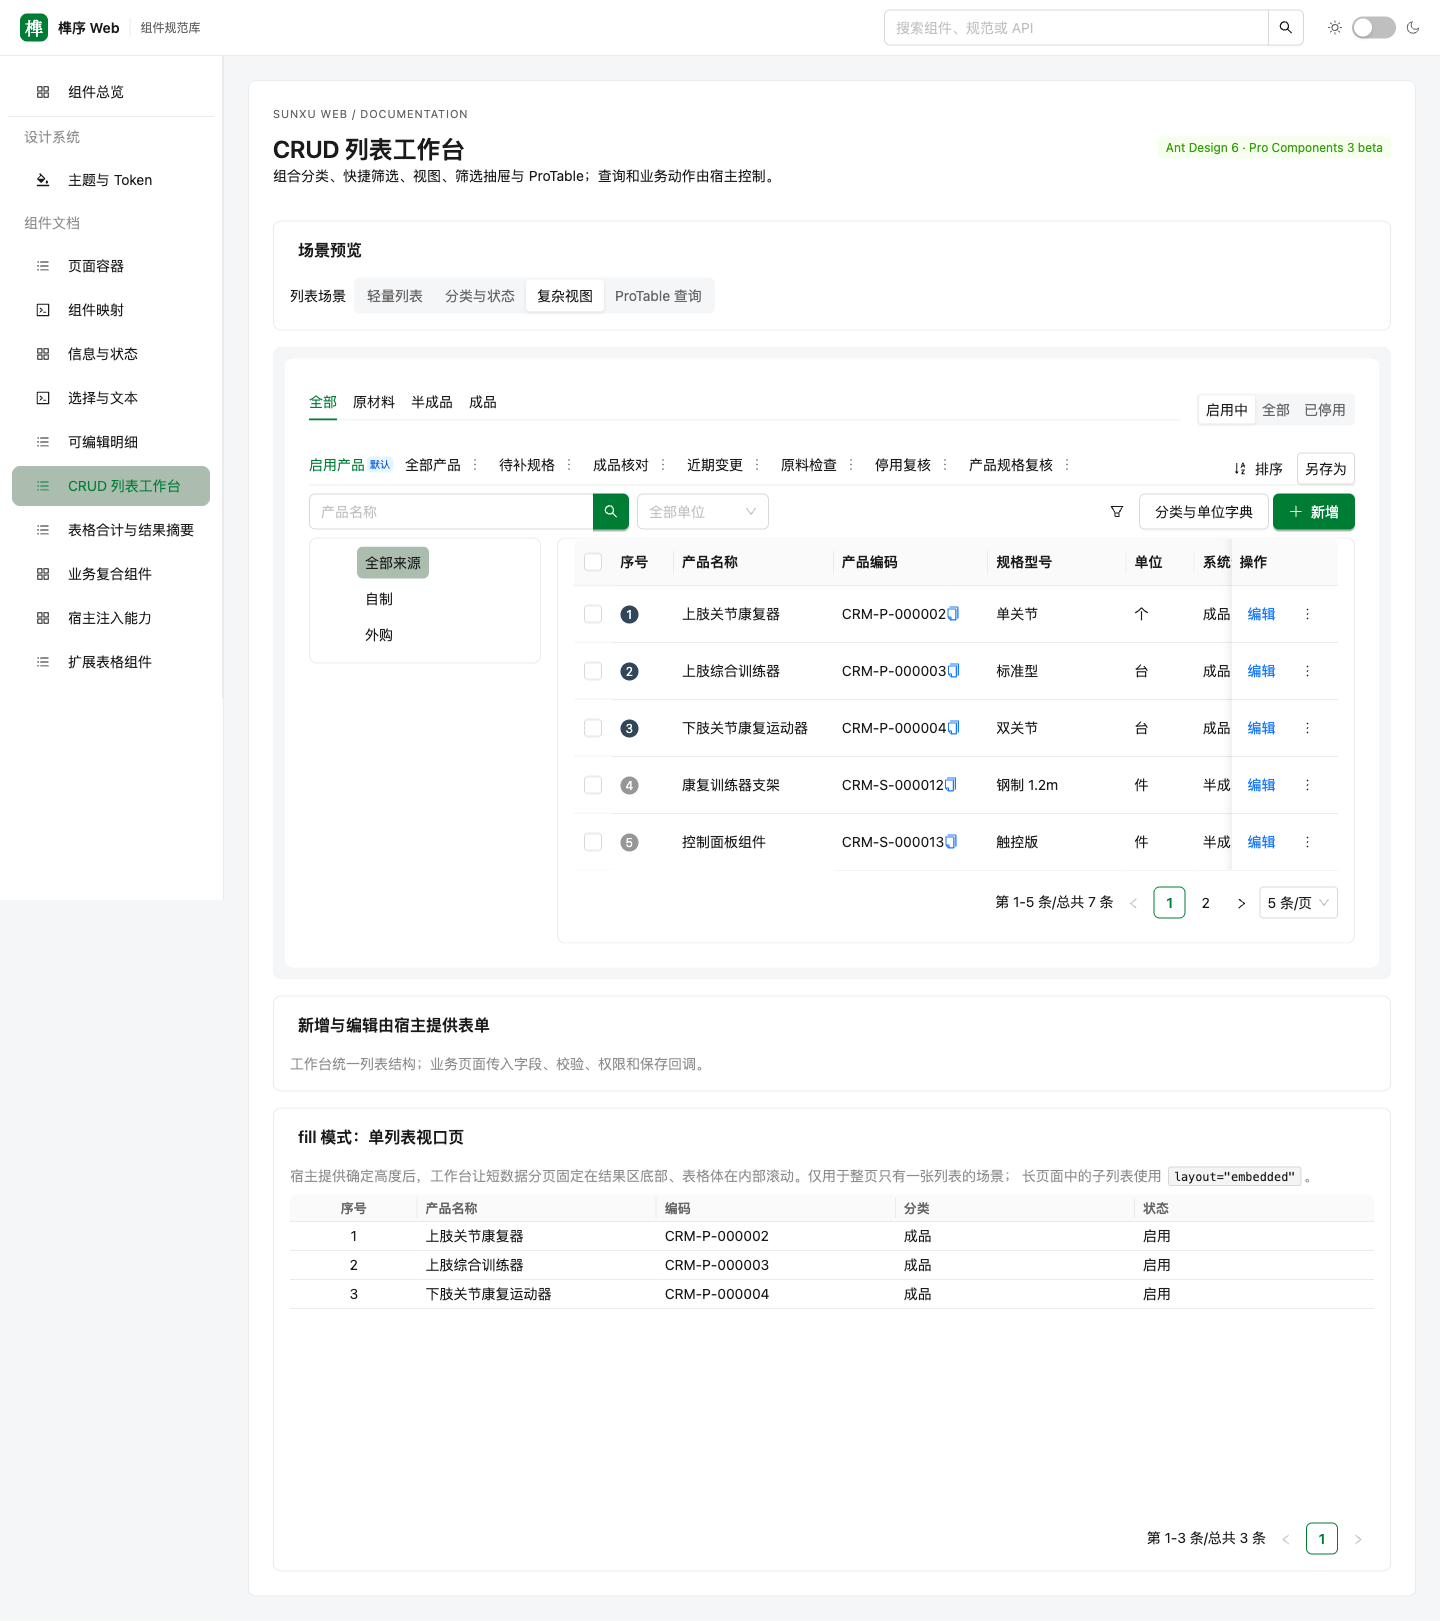 榫 榫序 Web 组件规范库 搜索组件、规范或 API
组件总览
设计系统
主题与 Token
组件文档
页面容器
组件映射
信息与状态
选择与文本
可编辑明细
CRUD 列表工作台
表格合计与结果摘要
业务复合组件
宿主注入能力
扩展表格组件
SUNXU WEB / DOCUMENTATION
CRUD 列表工作台
Ant Design 6 · Pro Components 3 beta
组合分类、快捷筛选、视图、筛选抽屉与 ProTable；查询和业务动作由宿主控制。
场景预览
列表场景 轻量列表 分类与状态 复杂视图 ProTable 查询
全部 原材料 半成品 成品 启用中 全部 已停用
启用产品 默认 全部产品 待补规格 成品核对 近期变更 原料检查 停用复核 产品规格复核 排序 另存为
产品名称 全部单位 分类与单位字典 新增
全部来源
自制
外购
序号 产品名称 产品编码 规格型号 单位 系统 操作
1 上肢关节康复器 CRM-P-000002 单关节 个 成品 编辑
2 上肢综合训练器 CRM-P-000003 标准型 台 成品 编辑
3 下肢关节康复运动器 CRM-P-000004 双关节 台 成品 编辑
4 康复训练器支架 CRM-S-000012 钢制 1.2m 件 半成 编辑
5 控制面板组件 CRM-S-000013 触控版 件 半成 编辑
第 1-5 条/总共 7 条 1 2 5 条/页
新增与编辑由宿主提供表单
工作台统一列表结构；业务页面传入字段、校验、权限和保存回调。
fill 模式：单列表视口页
宿主提供确定高度后，工作台让短数据分页固定在结果区底部、表格体在内部滚动。仅用于整页只有一张列表的场景； 长页面中的子列表使用 layout="embedded" 。
序号 产品名称 编码 分类 状态
1 上肢关节康复器 CRM-P-000002 成品 启用
2 上肢综合训练器 CRM-P-000003 成品 启用
3 下肢关节康复运动器 CRM-P-000004 成品 启用
第 1-3 条/总共 3 条 1